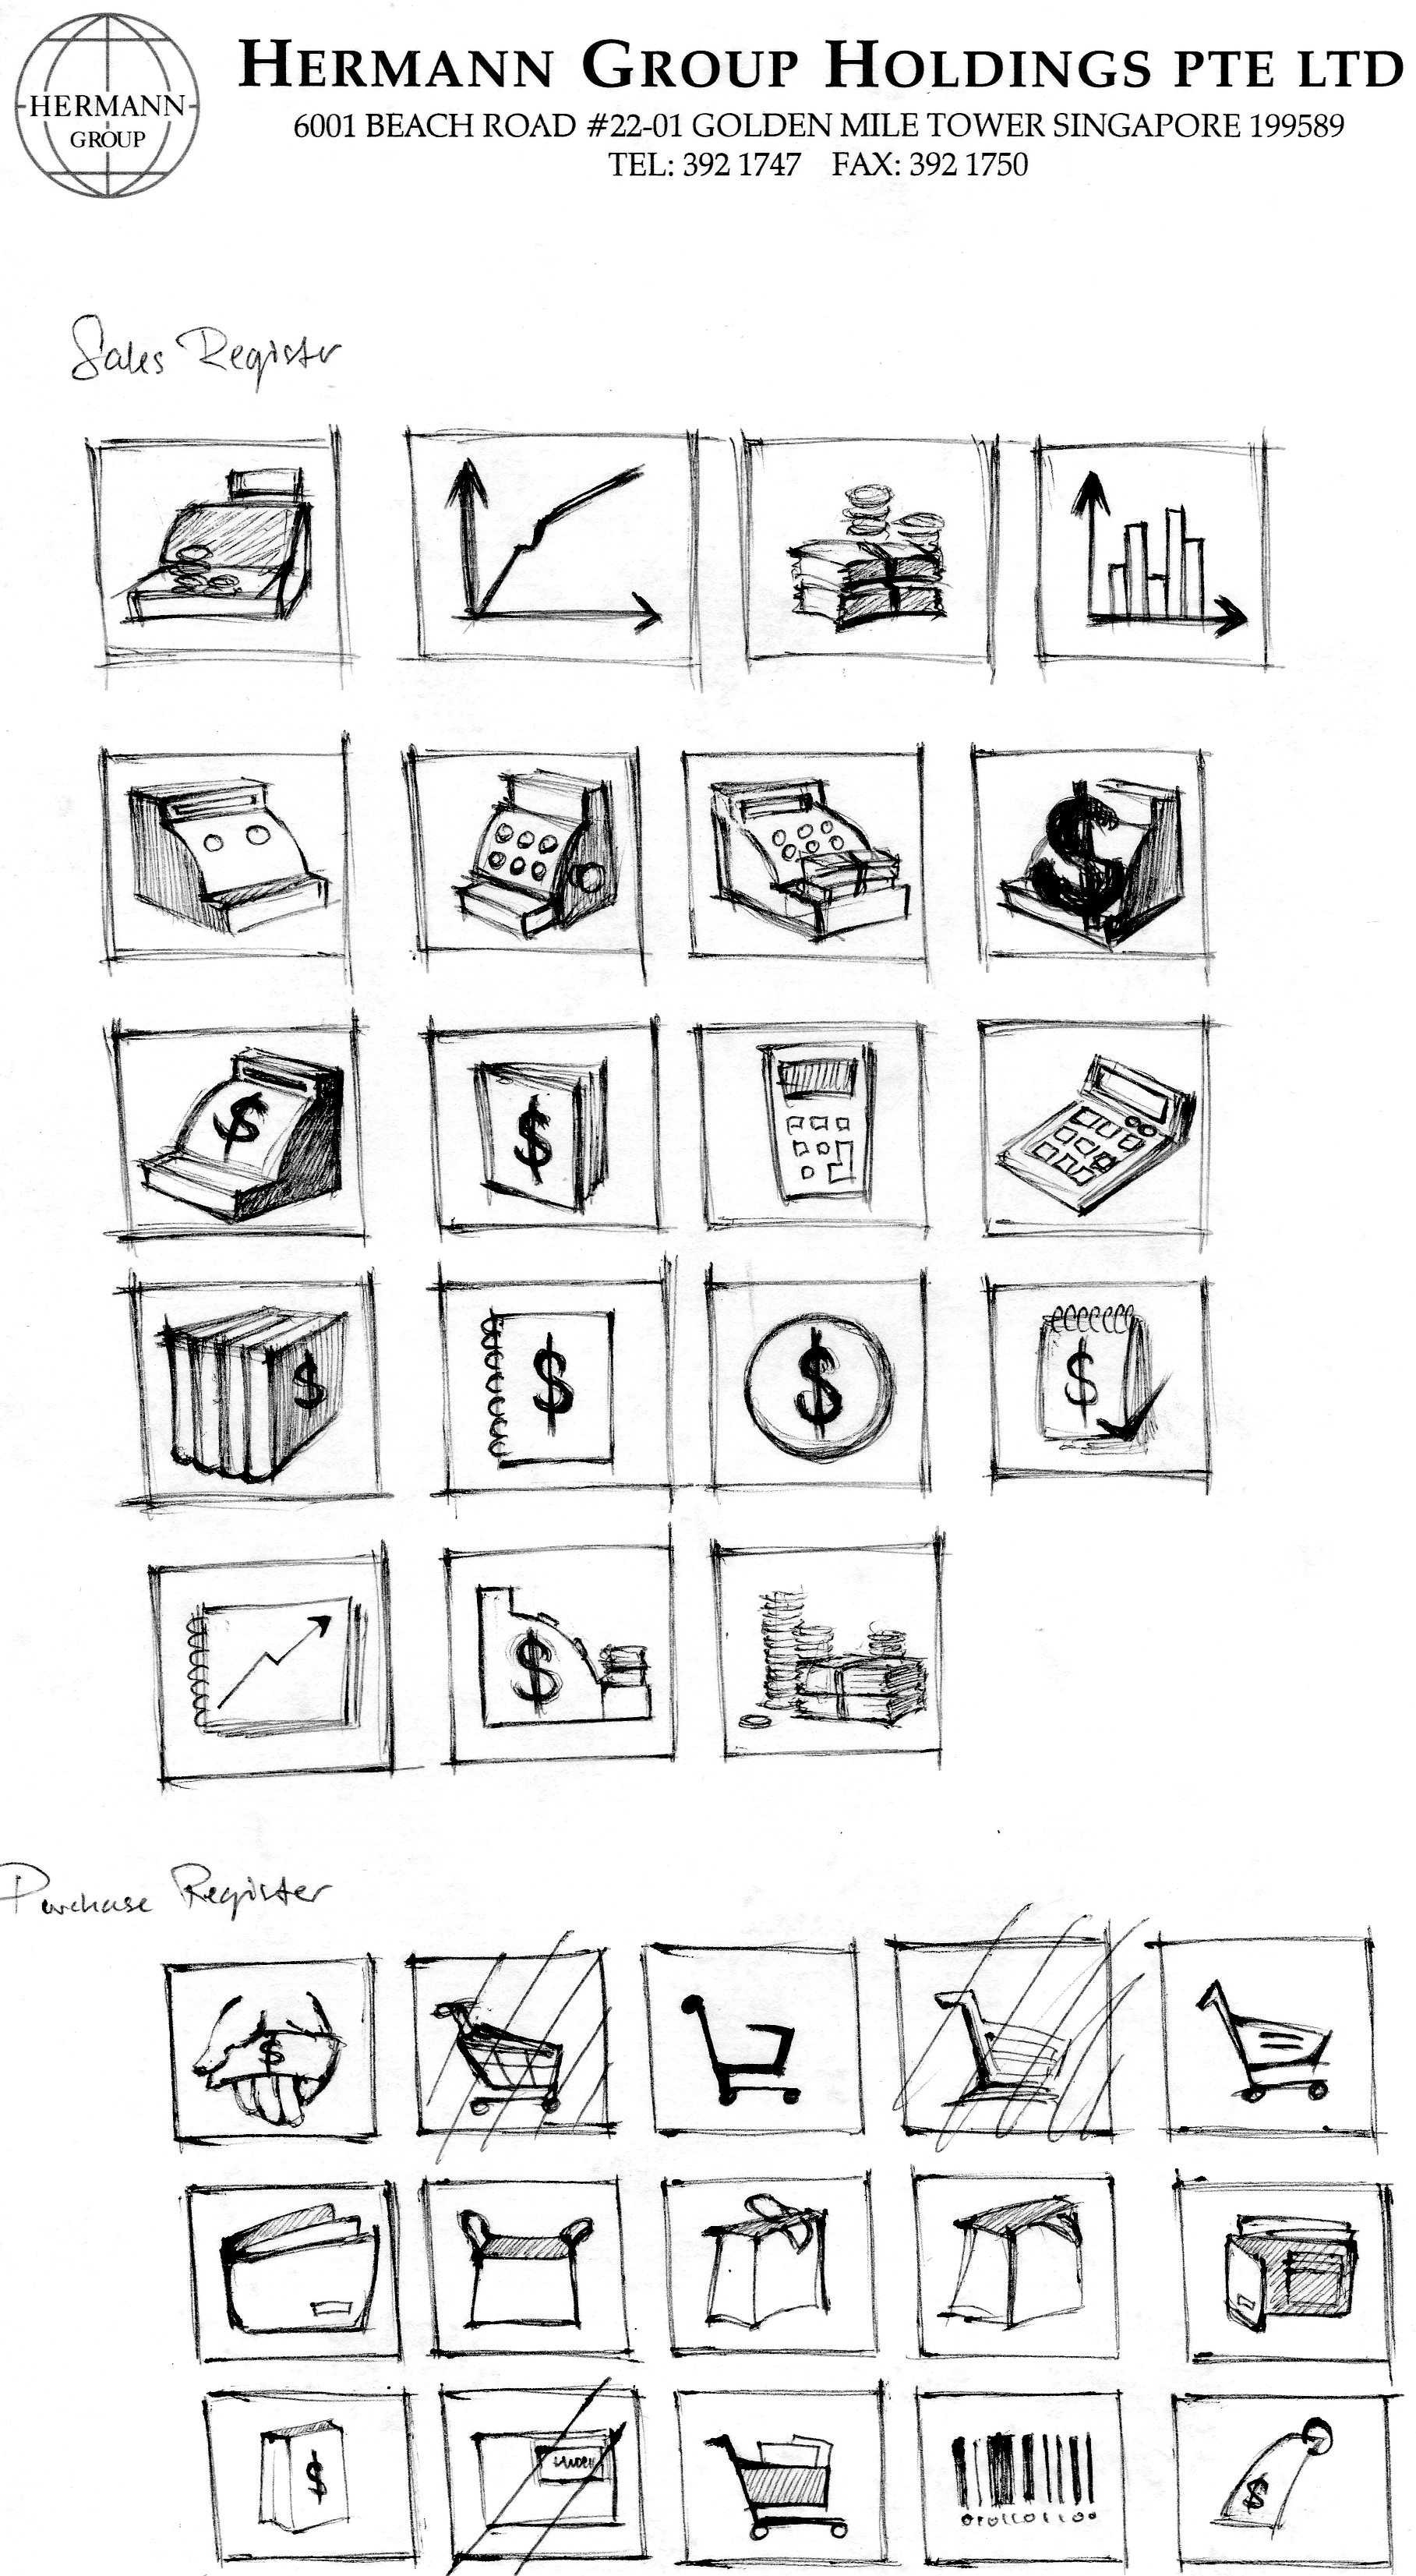 HERMANN
GROUP
HERMANN GROUP HOLDINGS PTE LTD
6001 BEACH ROAD #22-01 GOLDEN MILE TOWER SINGAPORE 199589
TEL: 392 1747 FAX: 392 1750
Sales Register
$
$ $
$ $ $ $
$
Purchase Register
$
$ $